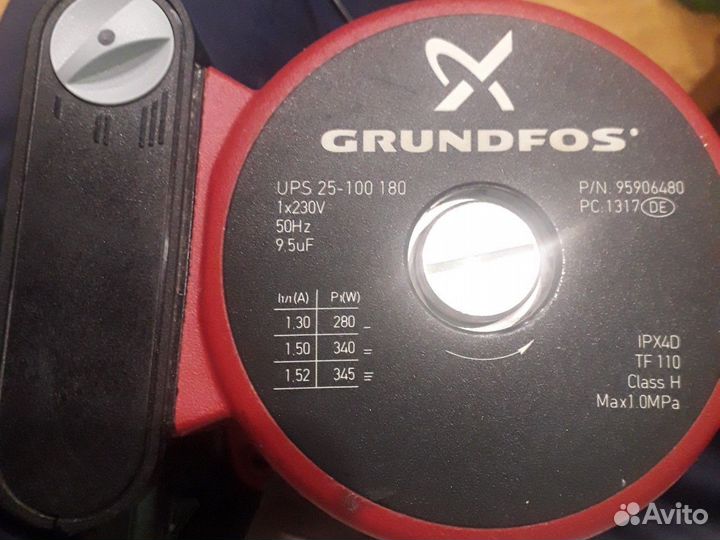 GRUNDFOS
UPS 25-100 180
1x230V
50Hz
9.5uF
P/N: 95906480
PC:1317 DE
I1/1(A) P1(W)
1.30 280
1.50 340
1.52 345
IPX4D
TF 110
Class H
Max1.0MPa
Avito